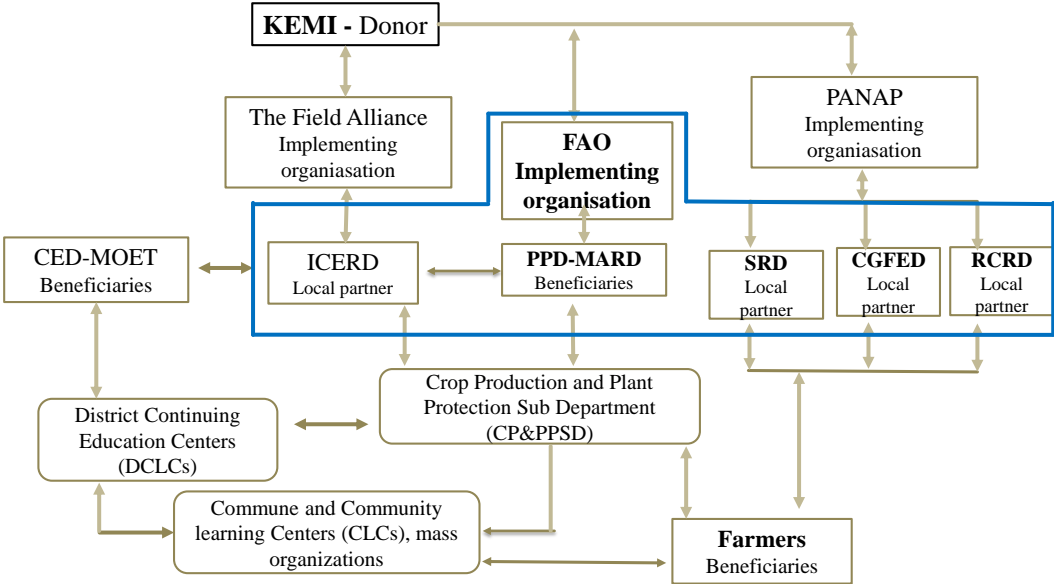 KEMI - Donor
The Field Alliance
Implementing
organiasation
FAO
Implementing
organisation
PANAP
Implementing
organiasation
CED-MOET
Beneficiaries
ICERD
Local partner
PPD-MARD
Beneficiaries
SRD
Local
partner
CGFED
Local
partner
RCRD
Local
partner
Crop Production and Plant
Protection Sub Department
(CP&PPSD)
District Continuing
Education Centers
(DCLCs)
Commune and Community
learning Centers (CLCs), mass
organizations
Farmers
Beneficiaries